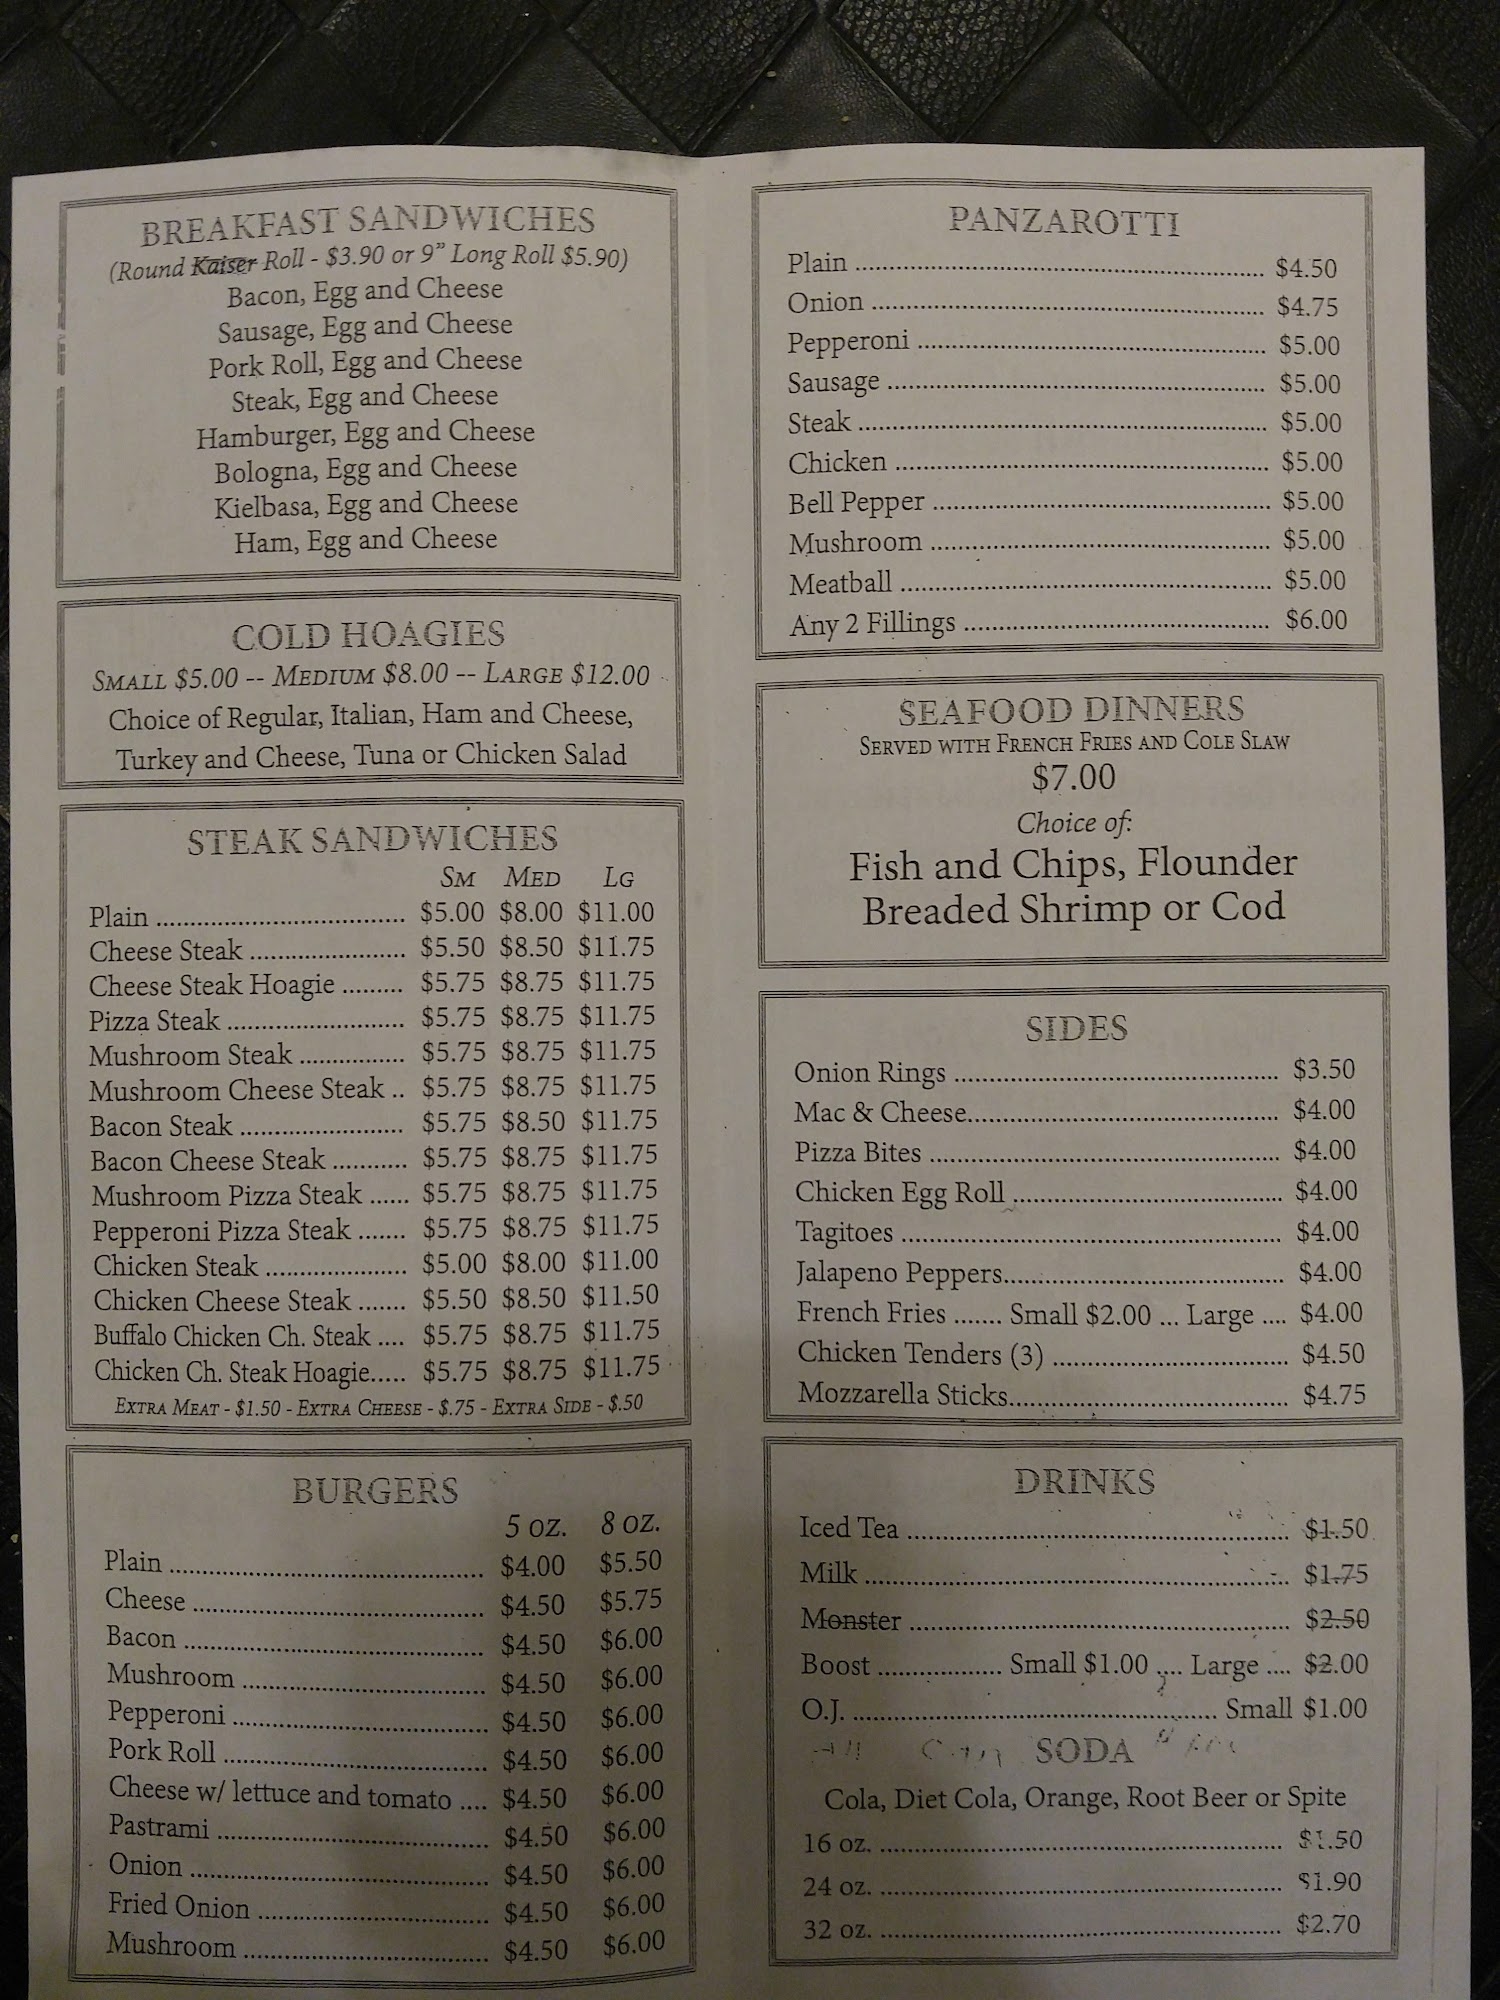 BREAKFAST SANDWICHES
(Round Kaiser Roll - $3.90 or 9" Long Roll $5.90)
Bacon, Egg and Cheese
Sausage, Egg and Cheese
Pork Roll, Egg and Cheese
Steak, Egg and Cheese
Hamburger, Egg and Cheese
Bologna, Egg and Cheese
Kielbasa, Egg and Cheese
Ham, Egg and Cheese
COLD HOAGIES
SMALL $5.00 -- MEDIUM $8.00 -- LARGE $12.00
Choice of Regular, Italian, Ham and Cheese,
Turkey and Cheese, Tuna or Chicken Salad
STEAK SANDWICHES
SM MED LG
Plain ........ $5.00 $8.00 $11.00
Cheese Steak ........ $5.50 $8.50 $11.75
Cheese Steak Hoagie ........ $5.75 $8.75 $11.75
Pizza Steak ........ $5.75 $8.75 $11.75
Mushroom Steak ........ $5.75 $8.75 $11.75
Mushroom Cheese Steak .. $5.75 $8.75 $11.75
Bacon Steak ........ $5.75 $8.50 $11.75
Bacon Cheese Steak ........ $5.75 $8.75 $11.75
Mushroom Pizza Steak ...... $5.75 $8.75 $11.75
Pepperoni Pizza Steak ....... $5.75 $8.75 $11.75
Chicken Steak ........ $5.00 $8.00 $11.00
Chicken Cheese Steak ....... $5.50 $8.50 $11.50
Buffalo Chicken Ch. Steak .... $5.75 $8.75 $11.75
Chicken Ch. Steak Hoagie..... $5.75 $8.75 $11.75
EXTRA MEAT - $1.50 - EXTRA CHEESE - $.75 - EXTRA SIDE - $.50
BURGERS
5 OZ. 8 OZ.
Plain ........ $4.00 $5.50
Cheese ........ $4.50 $5.75
Bacon ........ $4.50 $6.00
Mushroom ........ $4.50 $6.00
Pepperoni ........ $4.50 $6.00
Pork Roll ........ $4.50 $6.00
Cheese w/ lettuce and tomato .... $4.50 $6.00
Pastrami ........ $4.50 $6.00
Onion ........ $4.50 $6.00
Fried Onion ........ $4.50 $6.00
Mushroom ........ $4.50 $6.00
PANZAROTTI
Plain ........ $4.50
Onion ........ $4.75
Pepperoni ........ $5.00
Sausage ........ $5.00
Steak ........ $5.00
Chicken ........ $5.00
Bell Pepper ........ $5.00
Mushroom ........ $5.00
Meatball ........ $5.00
Any 2 Fillings ........ $6.00
SEAFOOD DINNERS
SERVED WITH FRENCH FRIES AND COLE SLAW
$7.00
Choice of:
Fish and Chips, Flounder
Breaded Shrimp or Cod
SIDES
Onion Rings ........ $3.50
Mac & Cheese........ $4.00
Pizza Bites ........ $4.00
Chicken Egg Roll ........ $4.00
Tagitoes ........ $4.00
Jalapeno Peppers........ $4.00
French Fries ....... Small $2.00 ... Large .... $4.00
Chicken Tenders (3) ........ $4.50
Mozzarella Sticks........ $4.75
DRINKS
Iced Tea ........ $1.50
Milk ........ $1.75
Monster ........ $2.50
Boost ........ Small $1.00 .... Large .... $2.00
O.J. ........ Small $1.00
SODA
Cola, Diet Cola, Orange, Root Beer or Spite
16 oz. ........ $1.50
24 oz. ........ $1.90
32 oz. ........ $2.70